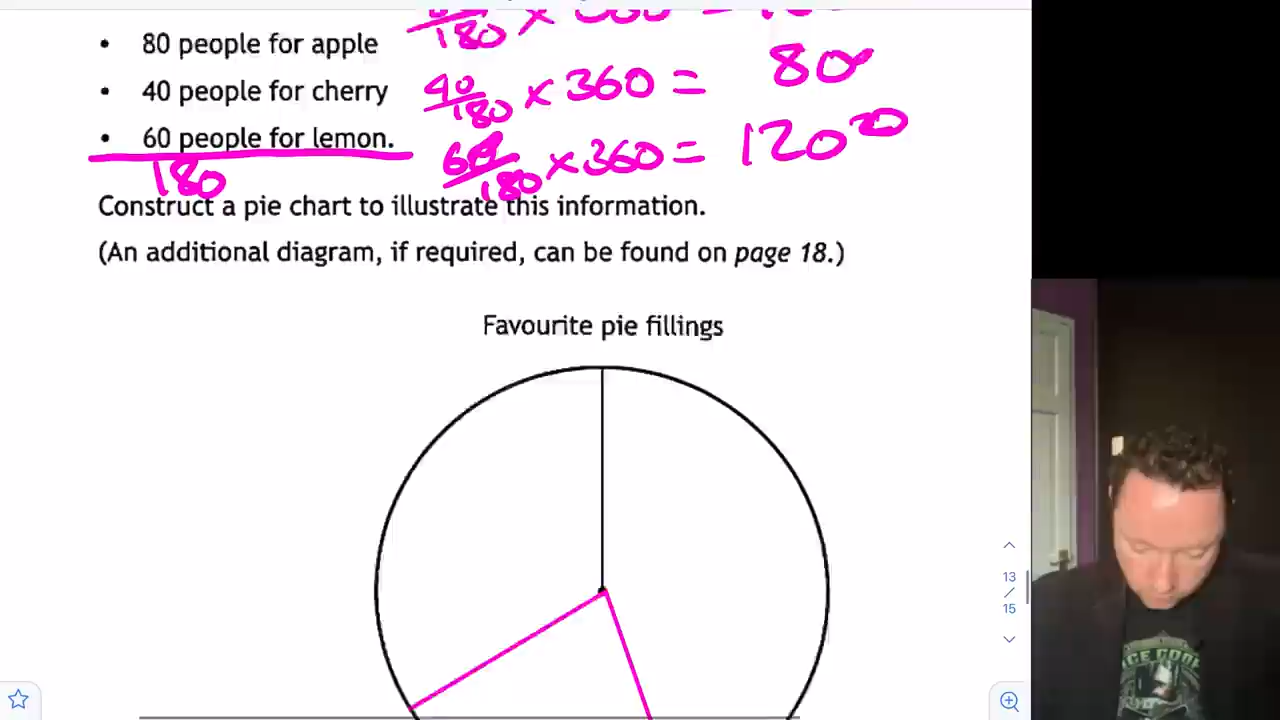 180 × 360 =
• 80 people for apple
40/180 × 360 = 80
• 40 people for cherry
60/180 × 360 = 120
• 60 people for lemon.
180
Construct a pie chart to illustrate this information.
(An additional diagram, if required, can be found on page 18.)
Favourite pie fillings
13
/
15